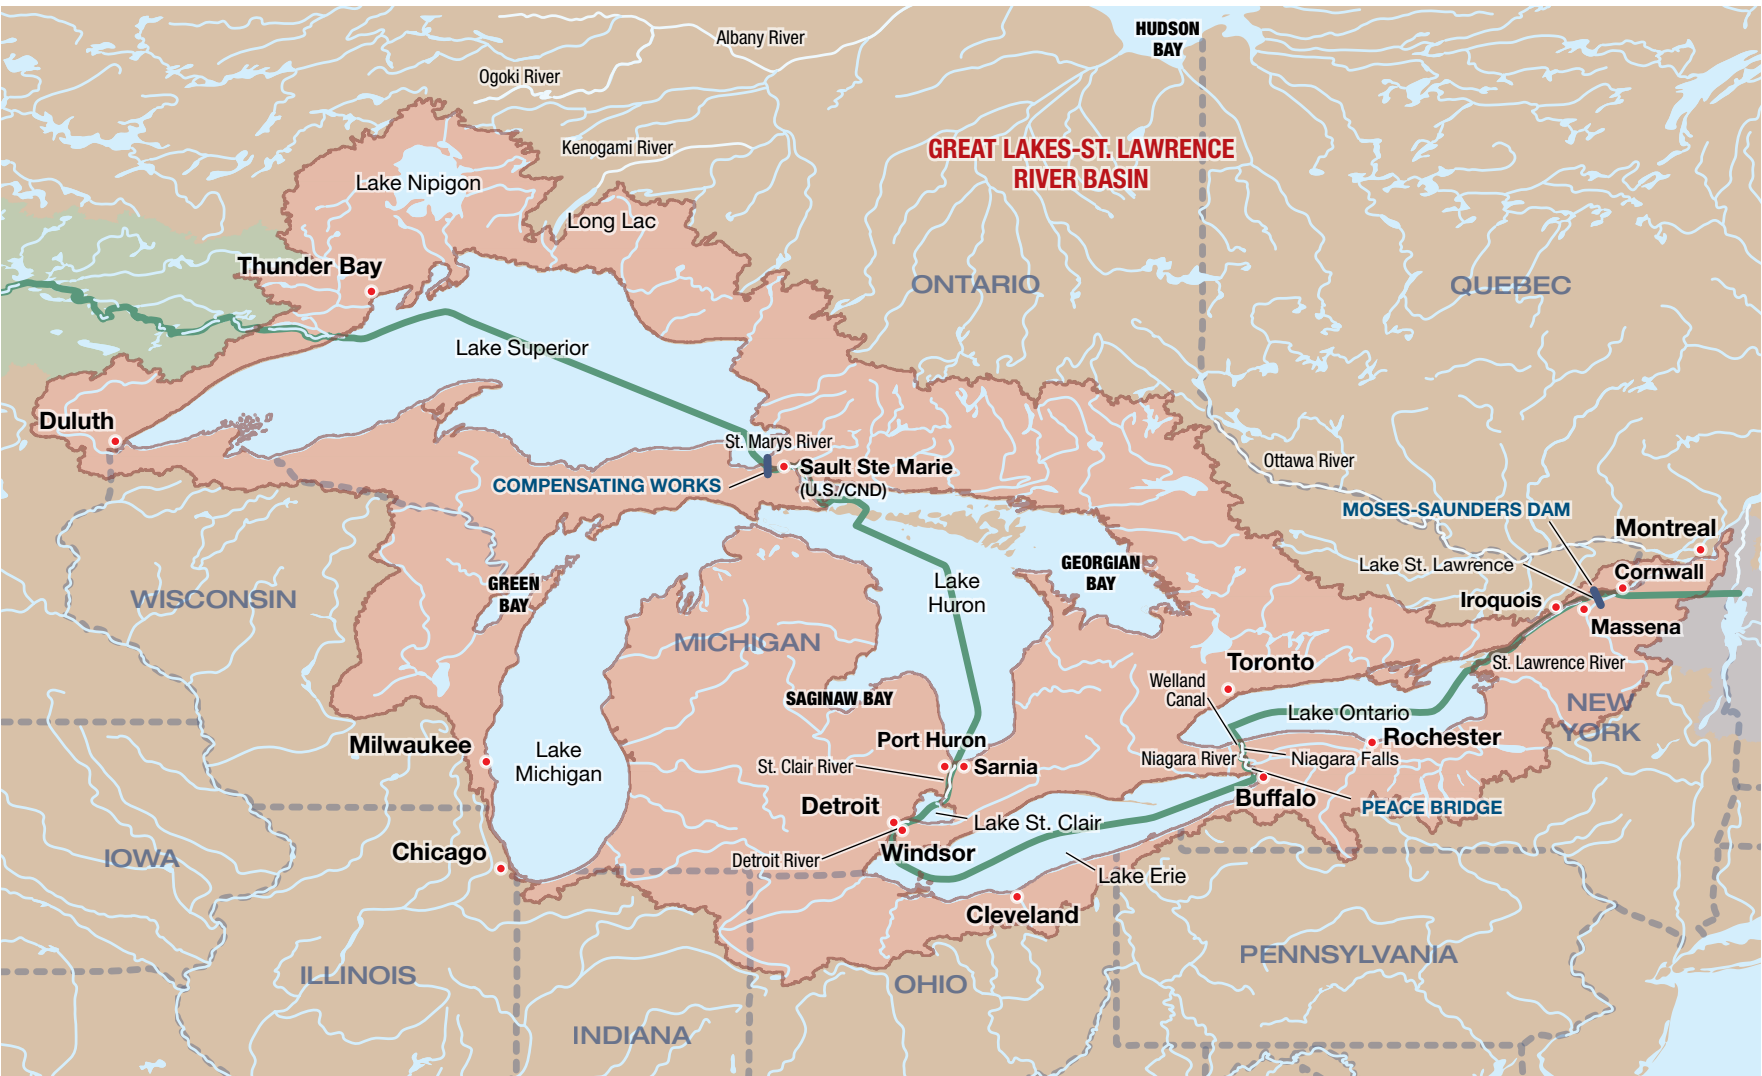 HUDSON
BAY
Albany River
Ogoki River
Kenogami River
GREAT LAKES-ST. LAWRENCE
RIVER BASIN
Lake Nipigon
Long Lac
Thunder Bay
ONTARIO
QUEBEC
Lake Superior
Duluth
St. Marys River
Sault Ste Marie
(U.S./CND)
COMPENSATING WORKS
Ottawa River
MOSES-SAUNDERS DAM
Montreal
Lake St. Lawrence
Cornwall
GEORGIAN
BAY
GREEN
BAY
Lake
Huron
WISCONSIN
Iroquois
Massena
MICHIGAN
Toronto
St. Lawrence River
Welland
Canal
SAGINAW BAY
NEW
YORK
Lake Ontario
Rochester
Port Huron
Milwaukee
Lake
Michigan
St. Clair River
Sarnia
Niagara River
Niagara Falls
Buffalo
PEACE BRIDGE
Detroit
Lake St. Clair
Windsor
Detroit River
Chicago
IOWA
Lake Erie
Cleveland
PENNSYLVANIA
ILLINOIS
OHIO
INDIANA